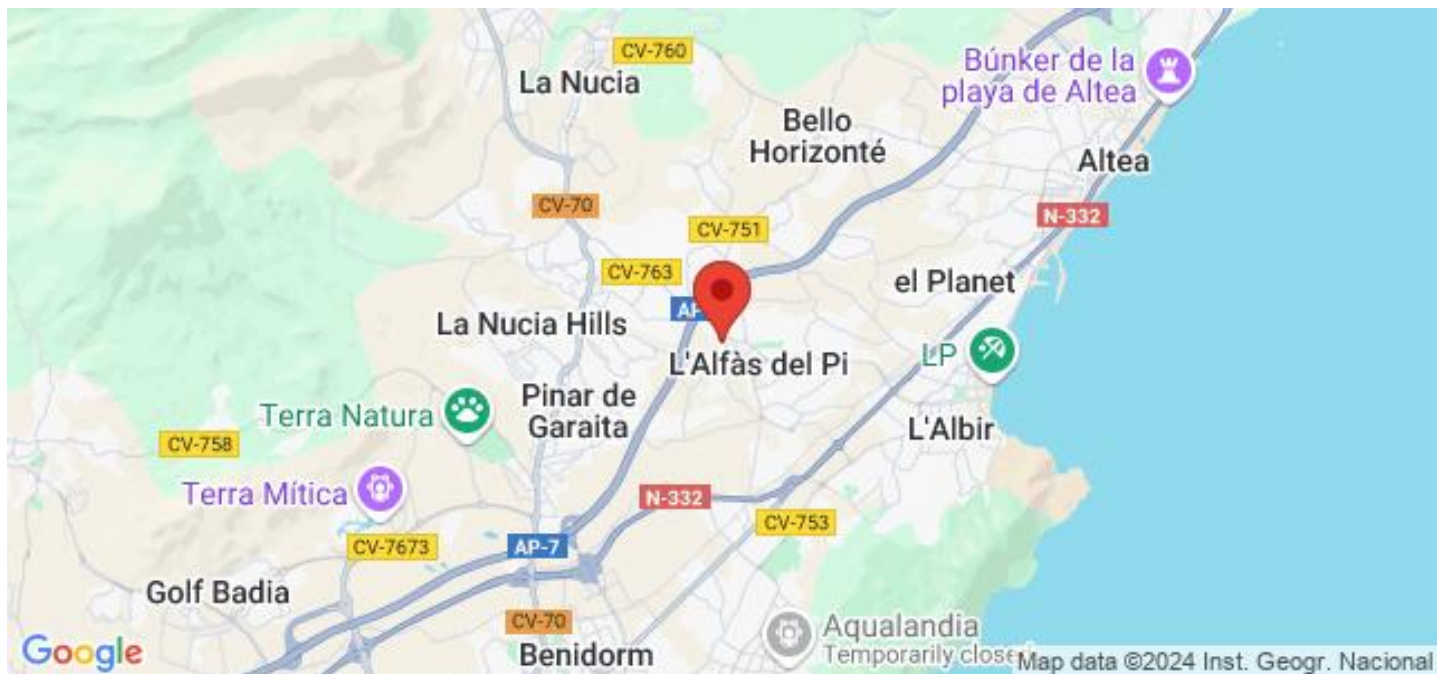 CV-760
La Nucia
Búnker de la
playa de Altea
Bello
Horizonté
Altea
CV-70
N-332
CV-751
CV-763
el Planet
AP
La Nucia Hills
L'Alfàs del Pi
LP
Pinar de
Garaita
Terra Natura
L'Albir
CV-758
Terra Mítica
N-332
CV-753
CV-7673
AP-7
Golf Badia
CV-70
Aqualandia
Temporarily close
Benidorm
Google
Map data ©2024 Inst. Geogr. Nacional